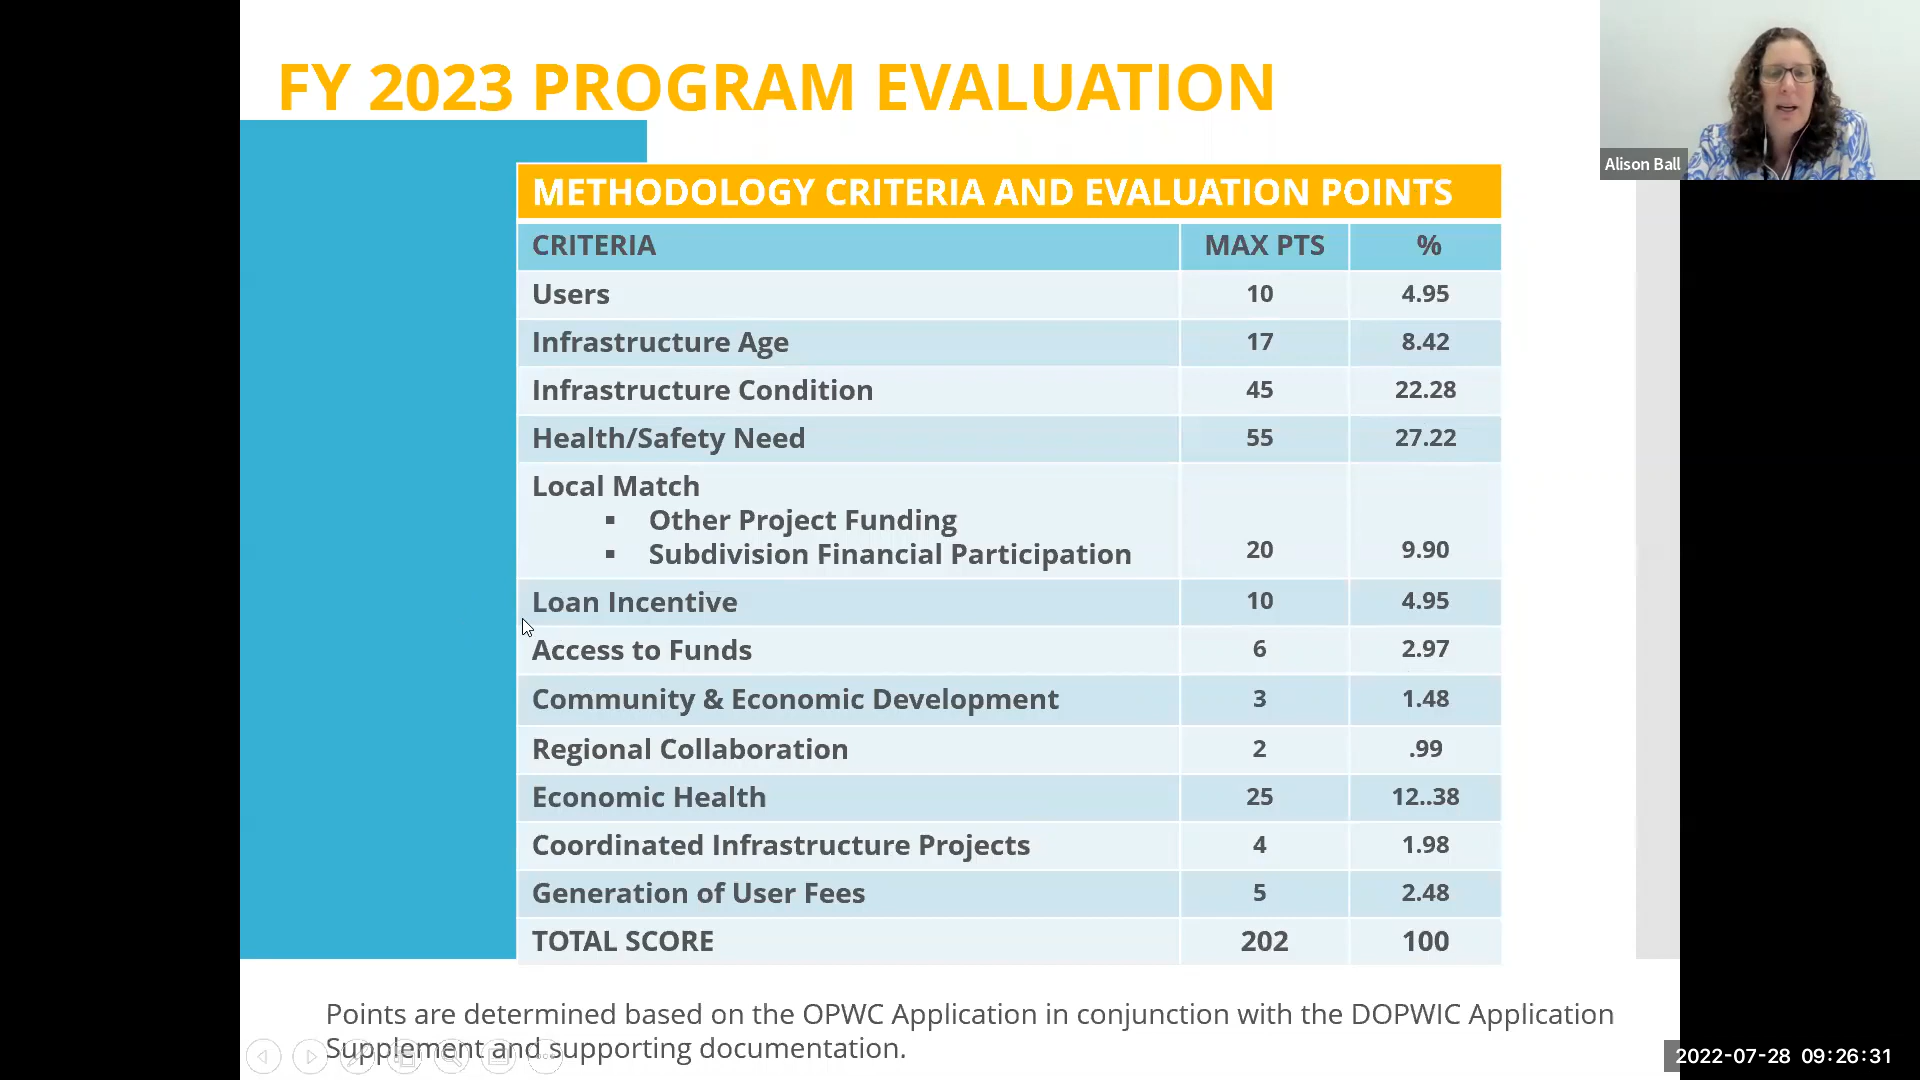 FY 2023 PROGRAM EVALUATION
Alison Ball
METHODOLOGY CRITERIA AND EVALUATION POINTS
CRITERIA MAX PTS %
Users 10 4.95
Infrastructure Age 17 8.42
Infrastructure Condition 45 22.28
Health/Safety Need 55 27.22
Local Match
▪ Other Project Funding
▪ Subdivision Financial Participation 20 9.90
Loan Incentive 10 4.95
Access to Funds 6 2.97
Community & Economic Development 3 1.48
Regional Collaboration 2 .99
Economic Health 25 12..38
Coordinated Infrastructure Projects 4 1.98
Generation of User Fees 5 2.48
TOTAL SCORE 202 100
Points are determined based on the OPWC Application in conjunction with the DOPWIC Application
Supplement and supporting documentation.
2022-07-28 09:26:31